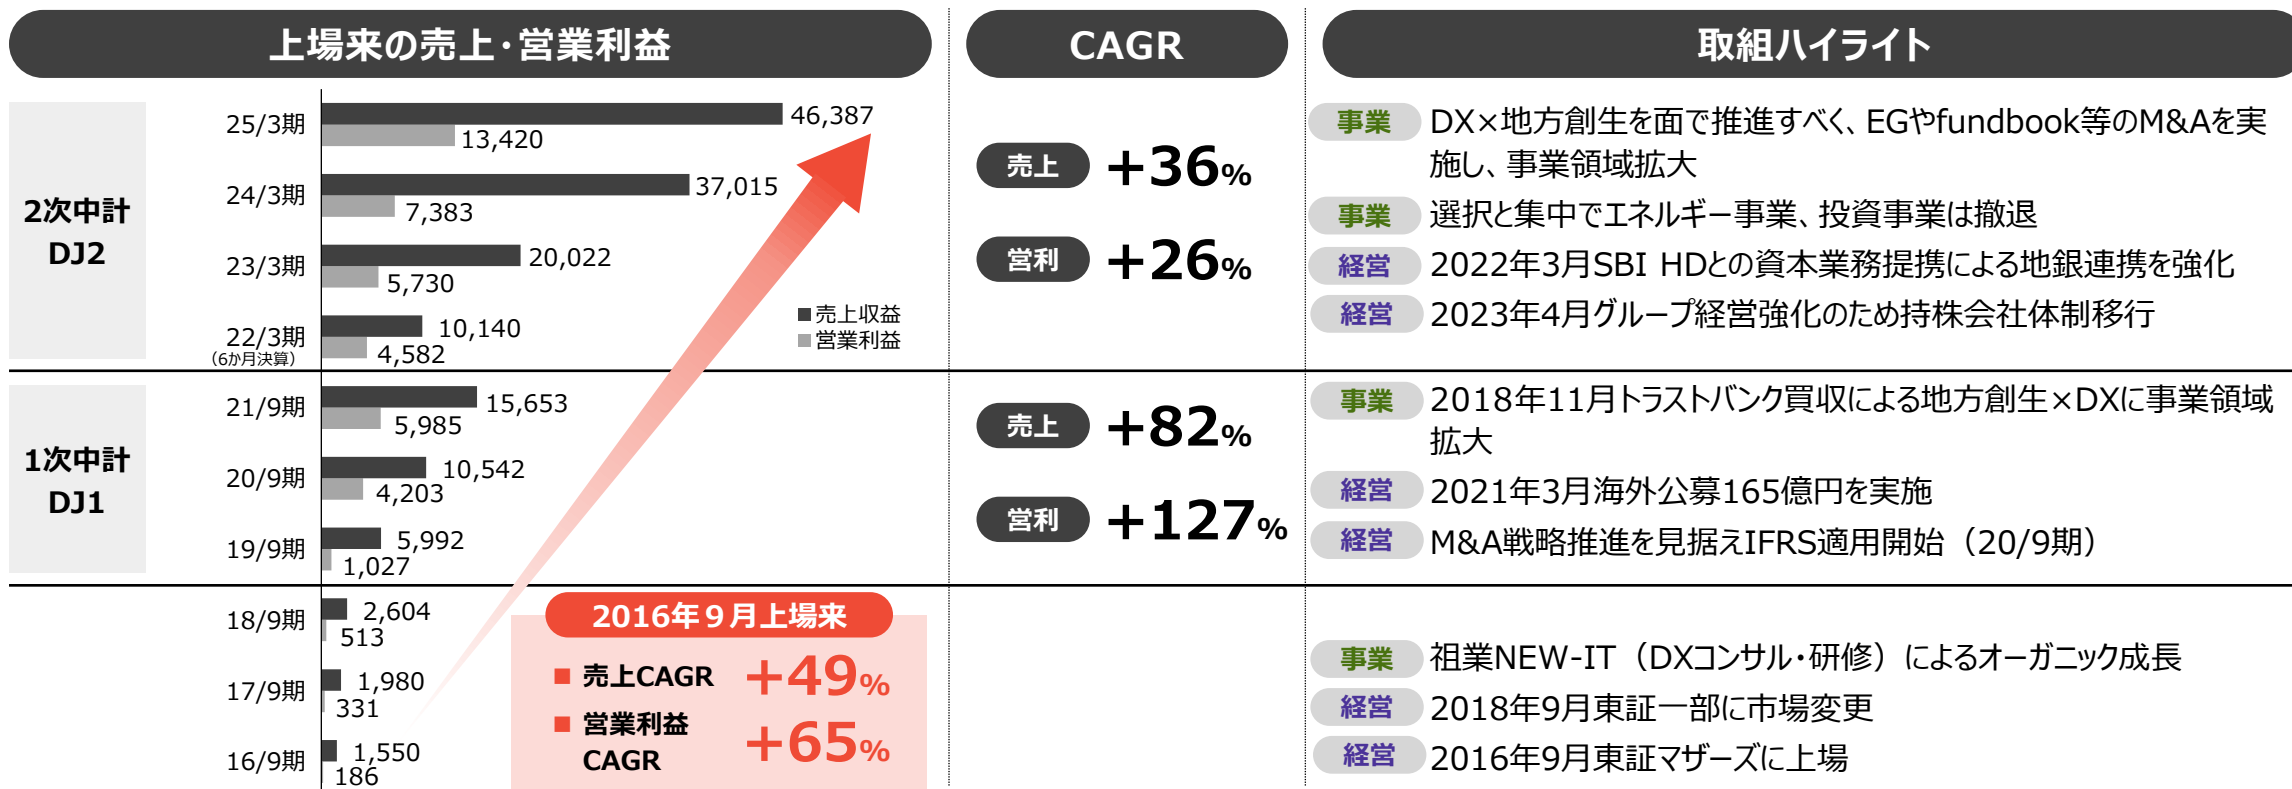 上場来の売上・営業利益
CAGR
取組ハイライト
2次中計
DJ2
25/3期
46,387
13,420
24/3期
37,015
7,383
23/3期
20,022
5,730
22/3期
（6か月決算）
10,140
4,582
■売上収益
■営業利益
売上 +36%
営利 +26%
事業 DX×地方創生を面で推進すべく、EGやfundbook等のM&Aを実
施し、事業領域拡大
事業 選択と集中でエネルギー事業、投資事業は撤退
経営 2022年3月SBI HDとの資本業務提携による地銀連携を強化
経営 2023年4月グループ経営強化のため持株会社体制移行
1次中計
DJ1
21/9期
15,653
5,985
20/9期
10,542
4,203
19/9期
5,992
1,027
売上 +82%
営利 +127%
事業 2018年11月トラストバンク買収による地方創生×DXに事業領域
拡大
経営 2021年3月海外公募165億円を実施
経営 M&A戦略推進を見据えIFRS適用開始（20/9期）
18/9期
2,604
513
17/9期
1,980
331
16/9期
1,550
186
2016年９月上場来
■ 売上CAGR +49%
■ 営業利益
CAGR +65%
事業 祖業NEW-IT（DXコンサル・研修）によるオーガニック成長
経営 2018年9月東証一部に市場変更
経営 2016年9月東証マザーズに上場